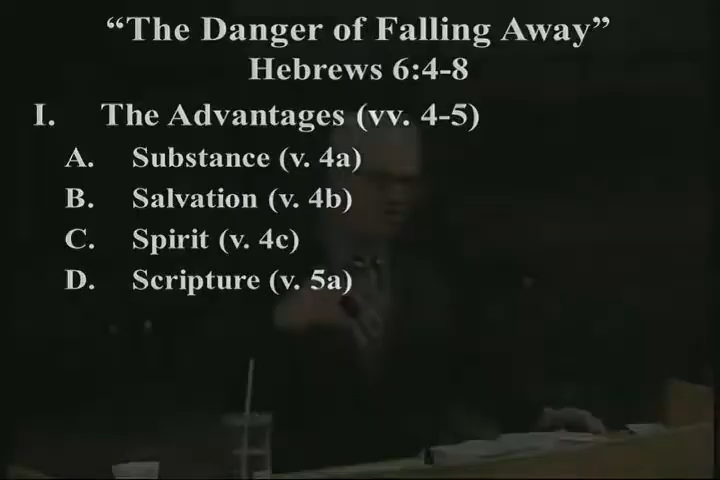 “The Danger of Falling Away”
Hebrews 6:4-8
I. The Advantages (vv. 4-5)
A. Substance (v. 4a)
B. Salvation (v. 4b)
C. Spirit (v. 4c)
D. Scripture (v. 5a)